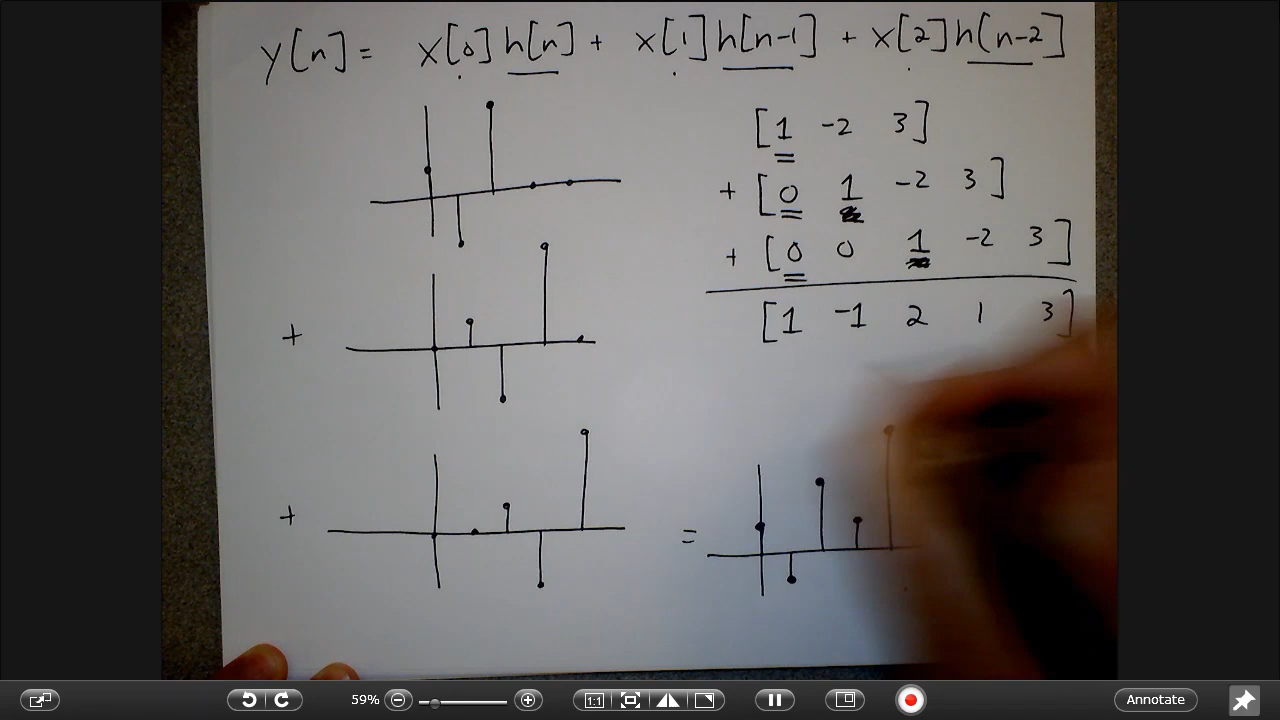 y[n] = x[0] h[n] + x[1] h[n-1] + x[2] h[n-2]
[1 -2 3]
+ [0 1 -2 3]
+ [0 0 1 -2 3]
[1 -1 2 1 3]
+
+
=
59%
1:1
Annotate